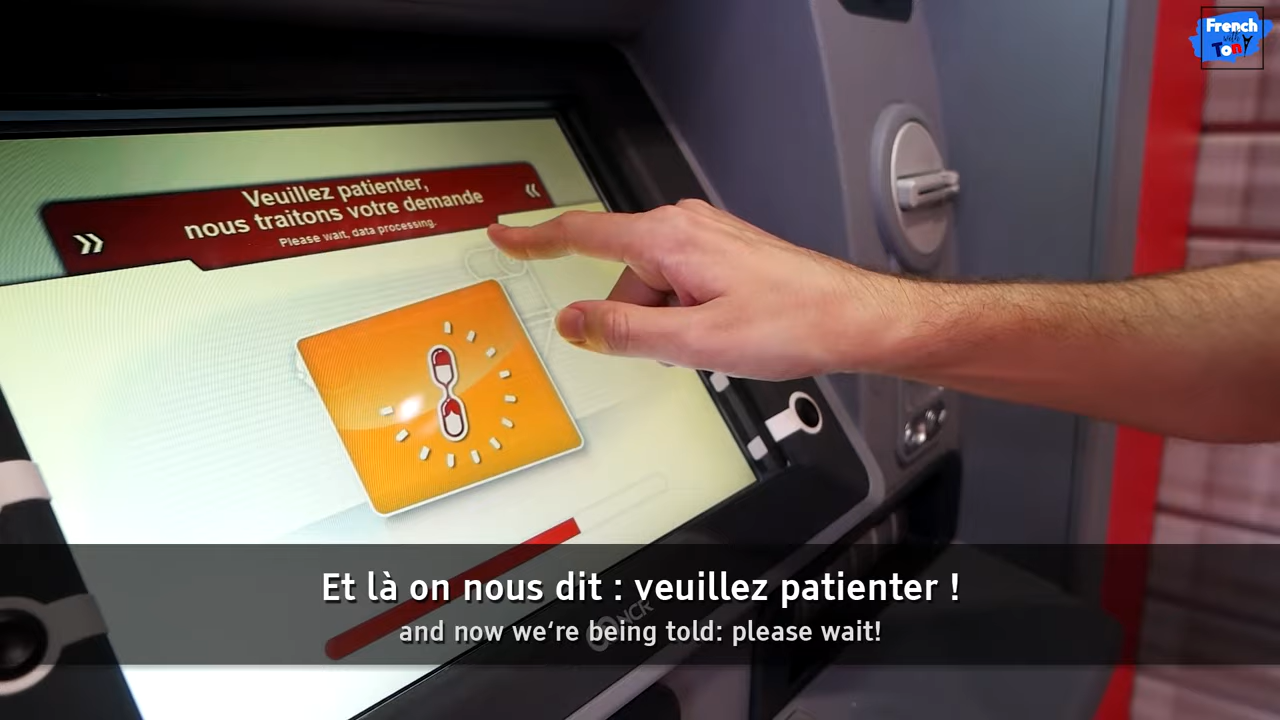 French
with
Tony
Veuillez patienter,
nous traitons votre demande
Please wait, data processing.
Et là on nous dit : veuillez patienter !
and now we're being told: please wait!
NCR